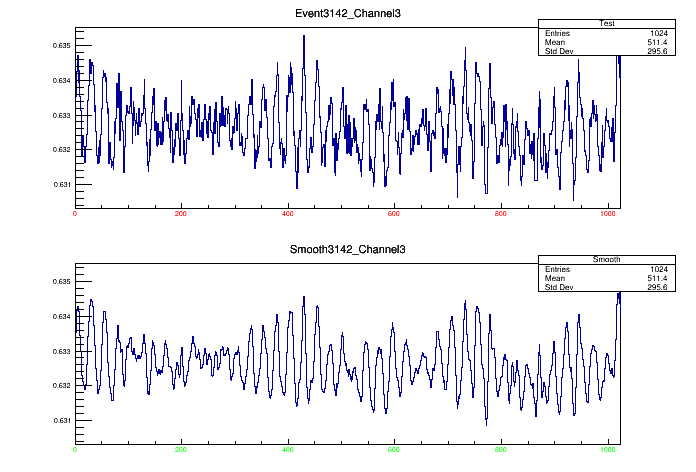 Event3142_Channel3
Test
Entries 1024
Mean 511.4
Std Dev 295.6
0.635
0.634
0.633
0.632
0.631
0 200 400 600 800 1000
Smooth3142_Channel3
Smooth
Entries 1024
Mean 511.4
Std Dev 295.6
0.635
0.634
0.633
0.632
0.631
0 200 400 600 800 1000